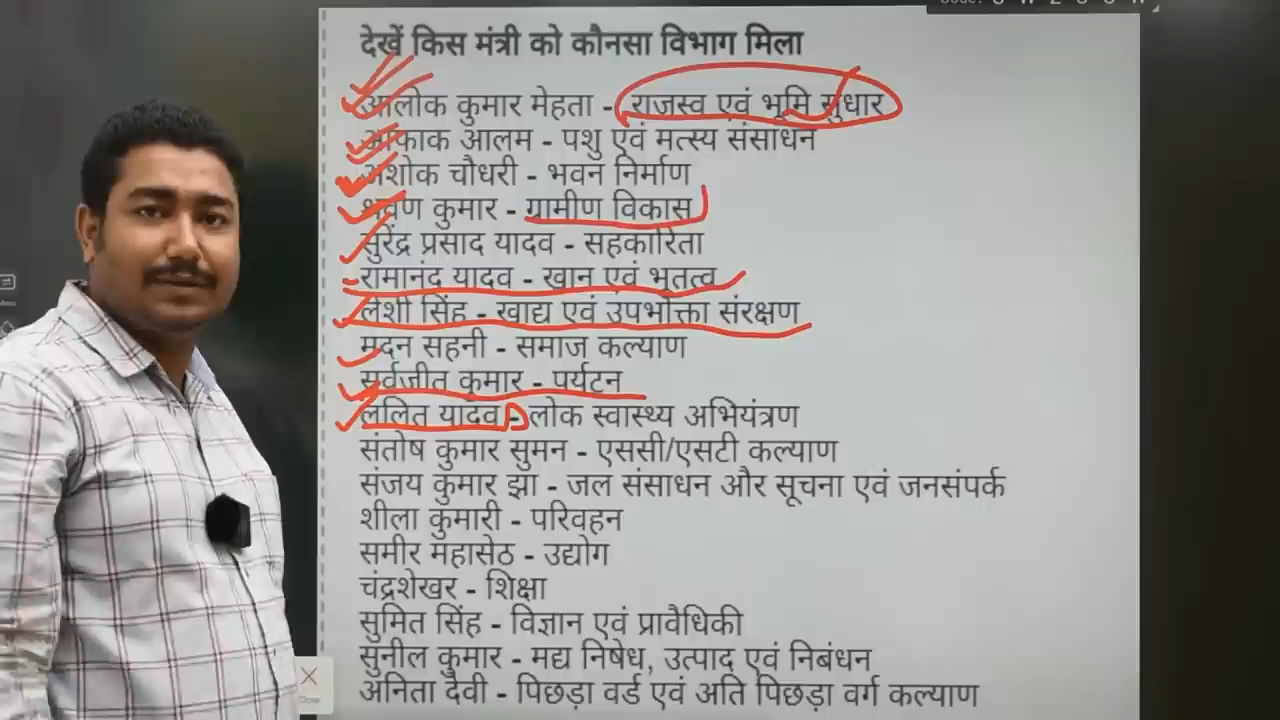 देखें किस मंत्री को कौनसा विभाग मिला
आलोक कुमार मेहता - राजस्व एवं भूमि सुधार
आफाक आलम - पशु एवं मत्स्य संसाधन
अशोक चौधरी - भवन निर्माण
श्रवण कुमार - ग्रामीण विकास
सुरेंद्र प्रसाद यादव - सहकारिता
रामानंद यादव - खान एवं भूतत्व
लेशी सिंह - खाद्य एवं उपभोक्ता संरक्षण
मदन सहनी - समाज कल्याण
सर्वजीत कुमार - पर्यटन
ललित यादव - लोक स्वास्थ्य अभियंत्रण
संतोष कुमार सुमन - एससी/एसटी कल्याण
संजय कुमार झा - जल संसाधन और सूचना एवं जनसंपर्क
शीला कुमारी - परिवहन
समीर महासेठ - उद्योग
चंद्रशेखर - शिक्षा
सुमित सिंह - विज्ञान एवं प्रावैधिकी
सुनील कुमार - मद्य निषेध, उत्पाद एवं निबंधन
अनिता देवी - पिछड़ा वर्ड एवं अति पिछड़ा वर्ग कल्याण